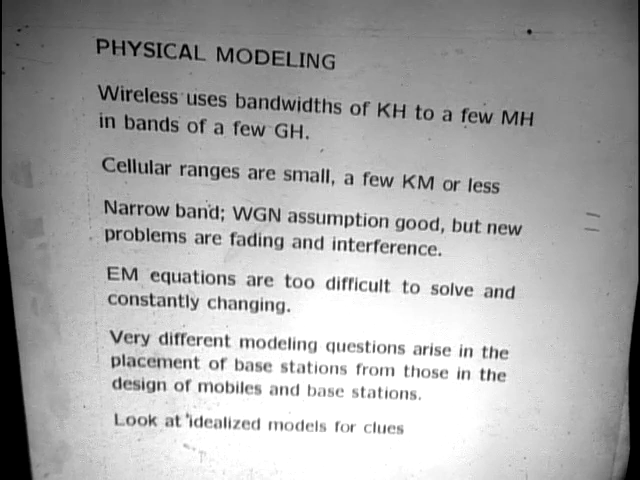 PHYSICAL MODELING
Wireless uses bandwidths of KH to a few MH
in bands of a few GH.
Cellular ranges are small, a few KM or less
Narrow band; WGN assumption good, but new
problems are fading and interference.
EM equations are too difficult to solve and
constantly changing.
Very different modeling questions arise in the
placement of base stations from those in the
design of mobiles and base stations.
Look at idealized models for clues